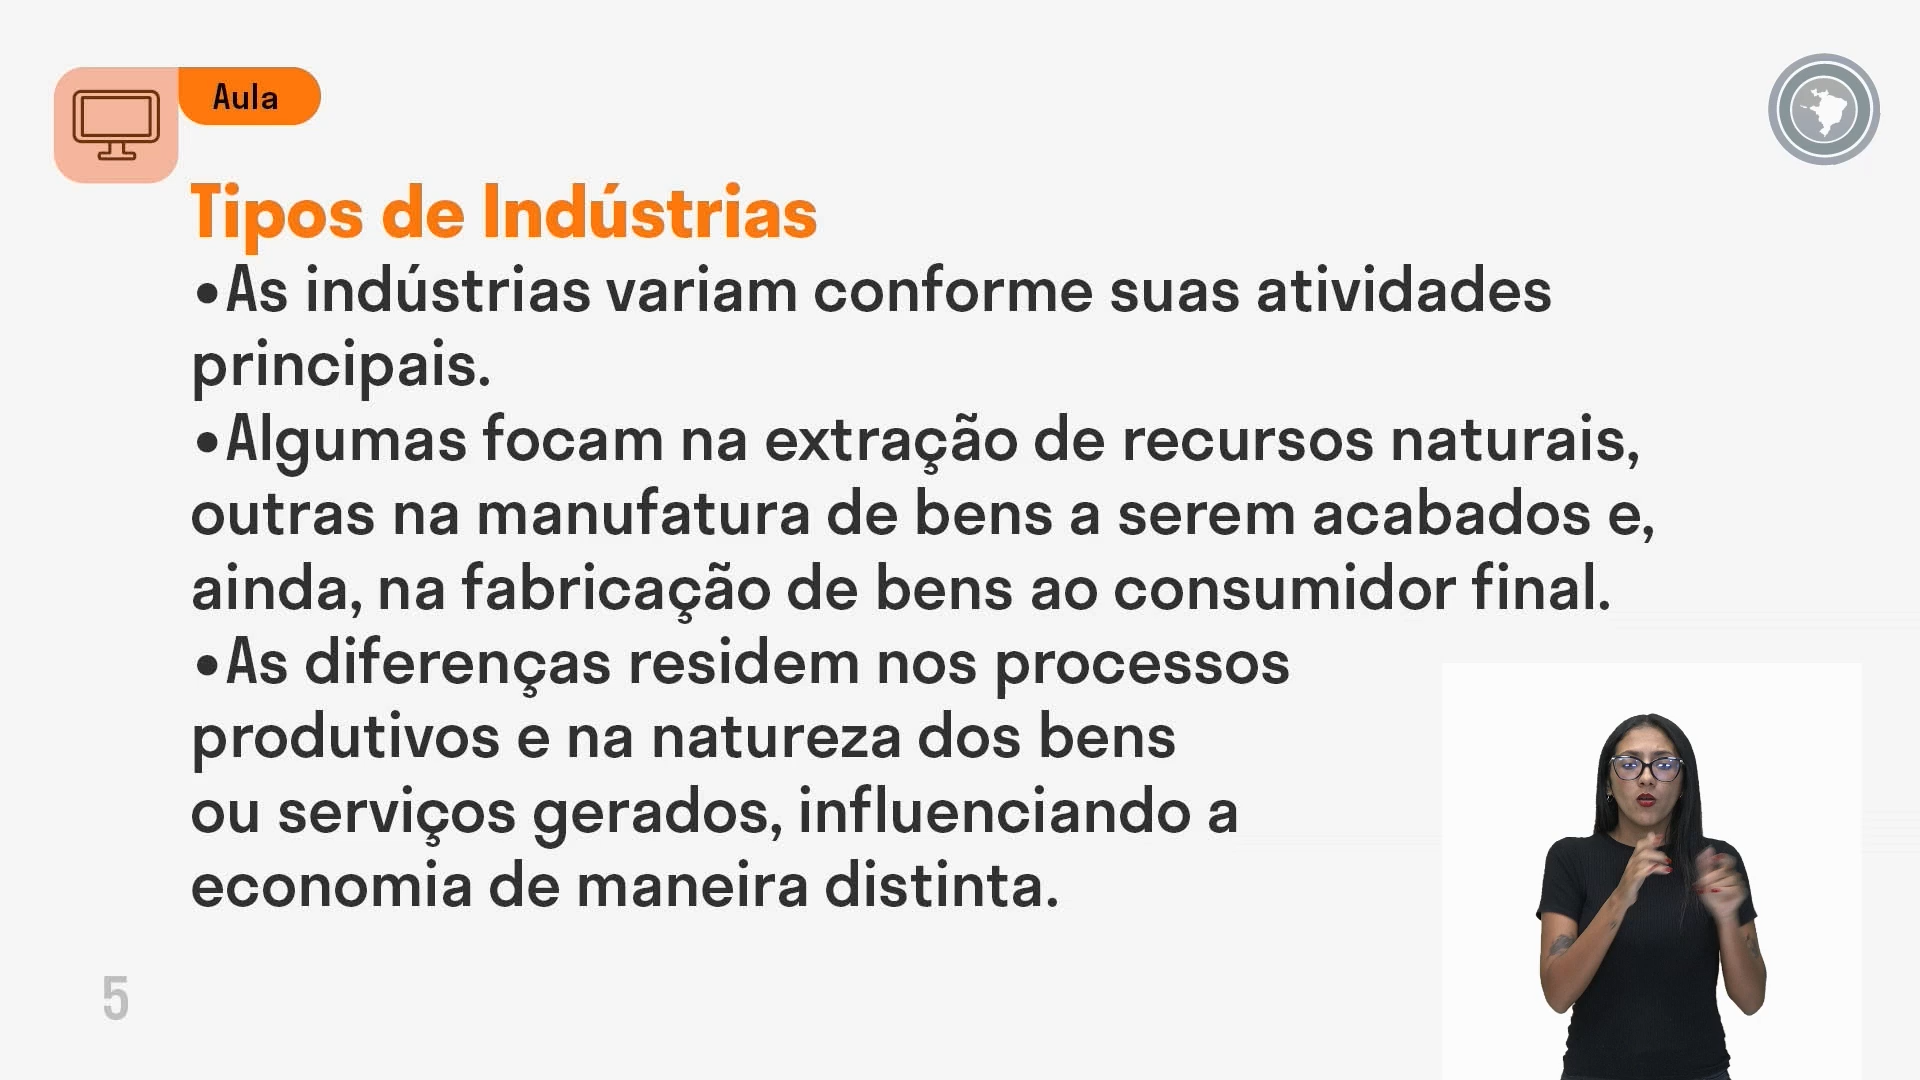 Aula
Tipos de Indústrias
•As indústrias variam conforme suas atividades
principais.
•Algumas focam na extração de recursos naturais,
outras na manufatura de bens a serem acabados e,
ainda, na fabricação de bens ao consumidor final.
•As diferenças residem nos processos
produtivos e na natureza dos bens
ou serviços gerados, influenciando a
economia de maneira distinta.
5